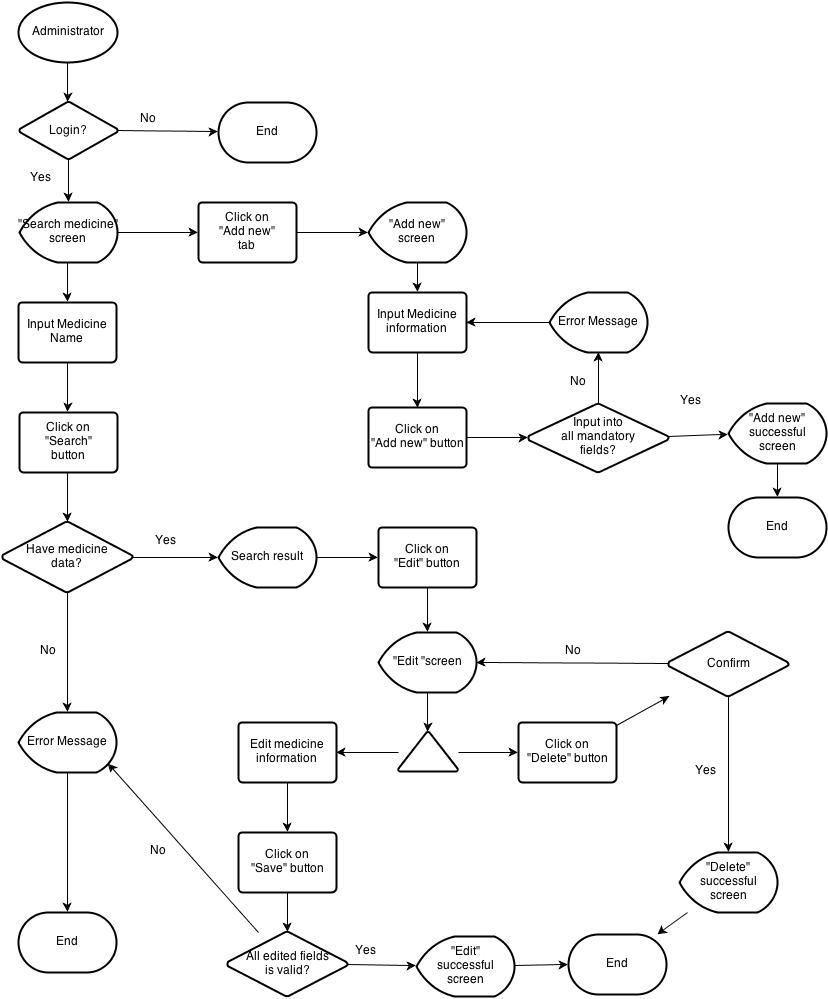 Administrator
Login?
No
End
Yes
"Search medicine"
screen
Click on
"Add new"
tab
"Add new"
screen
Input Medicine
Name
Input Medicine
information
Error Message
No
Yes
Click on
"Search"
button
Click on
"Add new" button
Input into
all mandatory
fields?
"Add new"
successful
screen
End
Have medicine
data?
Yes
Search result
Click on
"Edit" button
No
"Edit "screen
No
Confirm
Error Message
Edit medicine
information
Click on
"Delete" button
Yes
No
Click on
"Save" button
"Delete"
successful
screen
End
All edited fields
is valid?
Yes
"Edit"
successful
screen
End